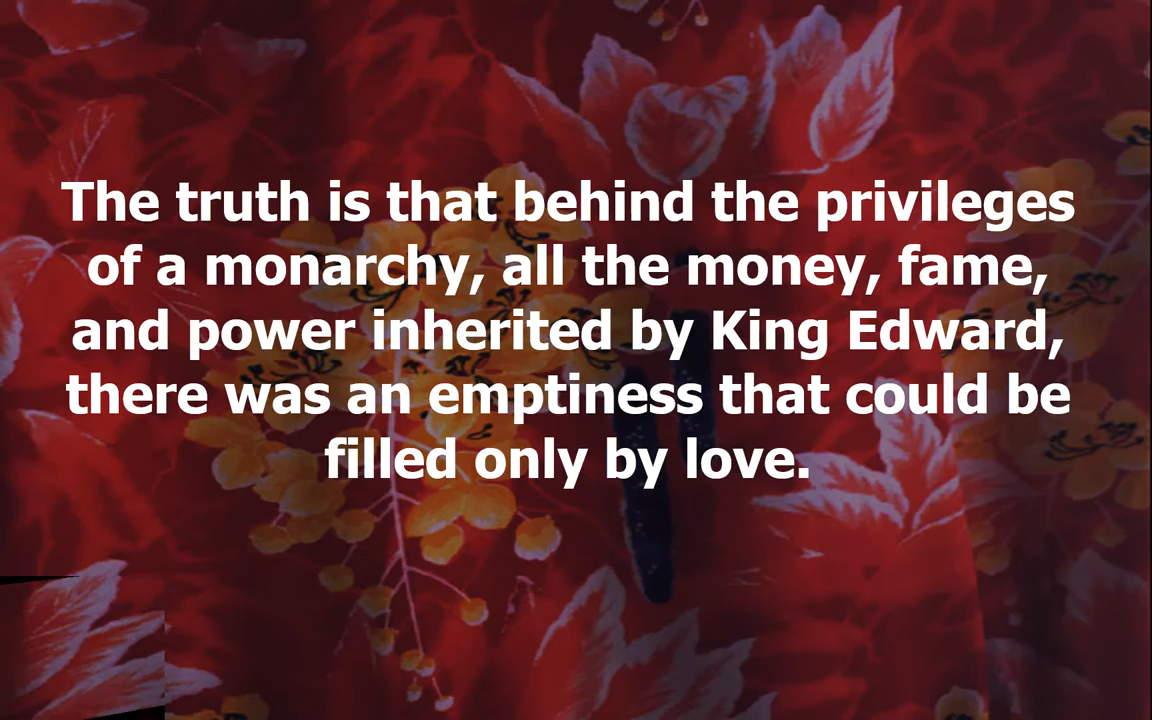 The truth is that behind the privileges
of a monarchy, all the money, fame,
and power inherited by King Edward,
there was an emptiness that could be
filled only by love.